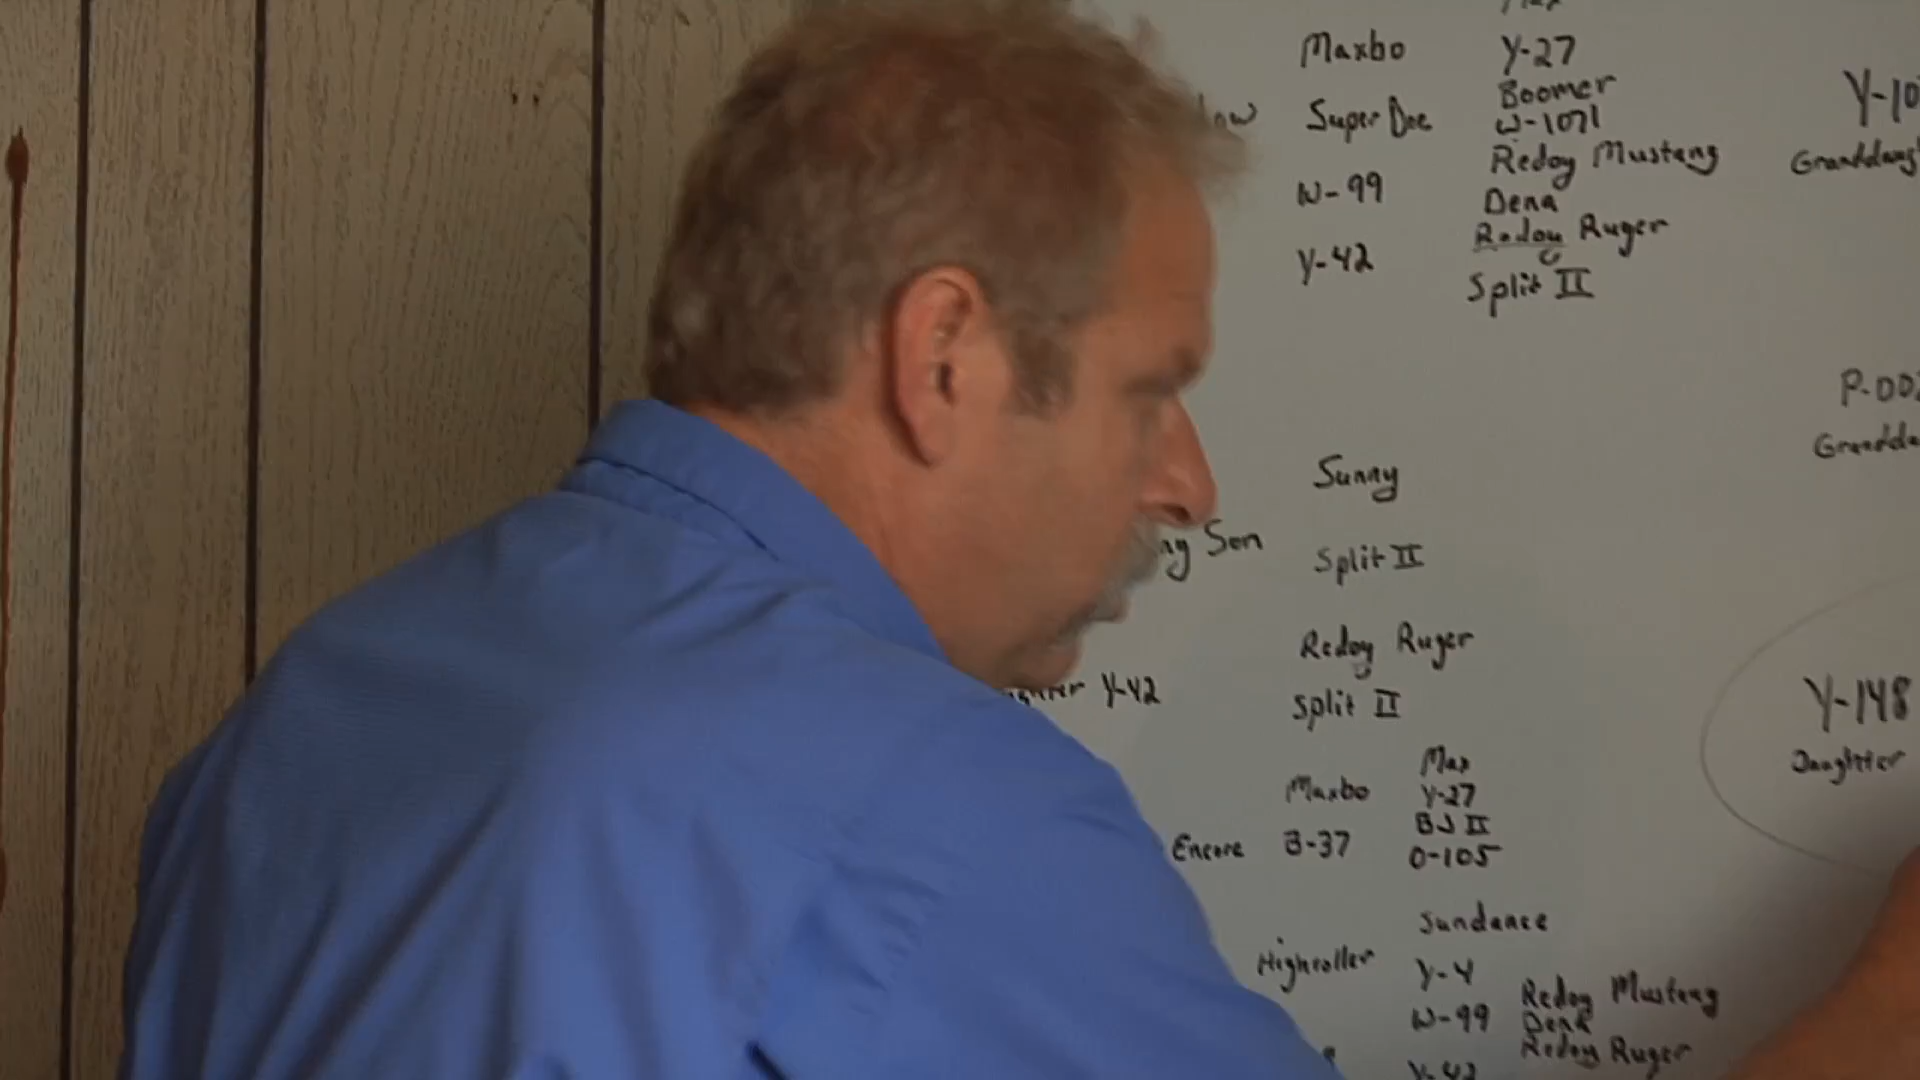 Maxbo Y-27
Boomer
Super Doe W-1071
Redoy Mustang
W-99 Dena
Redoy Ruger
Y-42
Split II
Sunny
Son
Split II
Redoy Ruger
Y-42
Split II
Max
Maxbo Y-27
BJ II
Encore B-37 O-105
Sundance
Highroller Y-4
Redoy Mustang
W-99 Dena
Redoy Ruger
Y-42
Y-148
Daughter